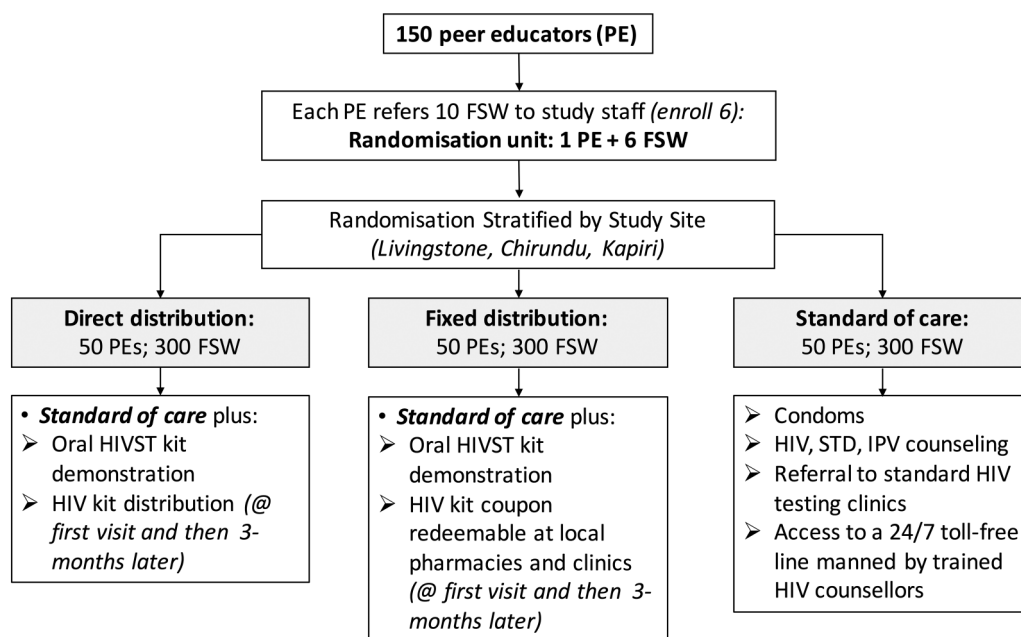 150 peer educators (PE)
Each PE refers 10 FSW to study staff (enroll 6):
Randomisation unit: 1 PE + 6 FSW
Randomisation Stratified by Study Site
(Livingstone, Chirundu, Kapiri)
Direct distribution:
50 PEs; 300 FSW
• Standard of care plus:
➢ Oral HIVST kit
demonstration
➢ HIV kit distribution (@
first visit and then 3-
months later)
Fixed distribution:
50 PEs; 300 FSW
• Standard of care plus:
➢ Oral HIVST kit
demonstration
➢ HIV kit coupon
redeemable at local
pharmacies and clinics
(@ first visit and then 3-
months later)
Standard of care:
50 PEs; 300 FSW
➢ Condoms
➢ HIV, STD, IPV counseling
➢ Referral to standard HIV
testing clinics
➢ Access to a 24/7 toll-free
line manned by trained
HIV counsellors